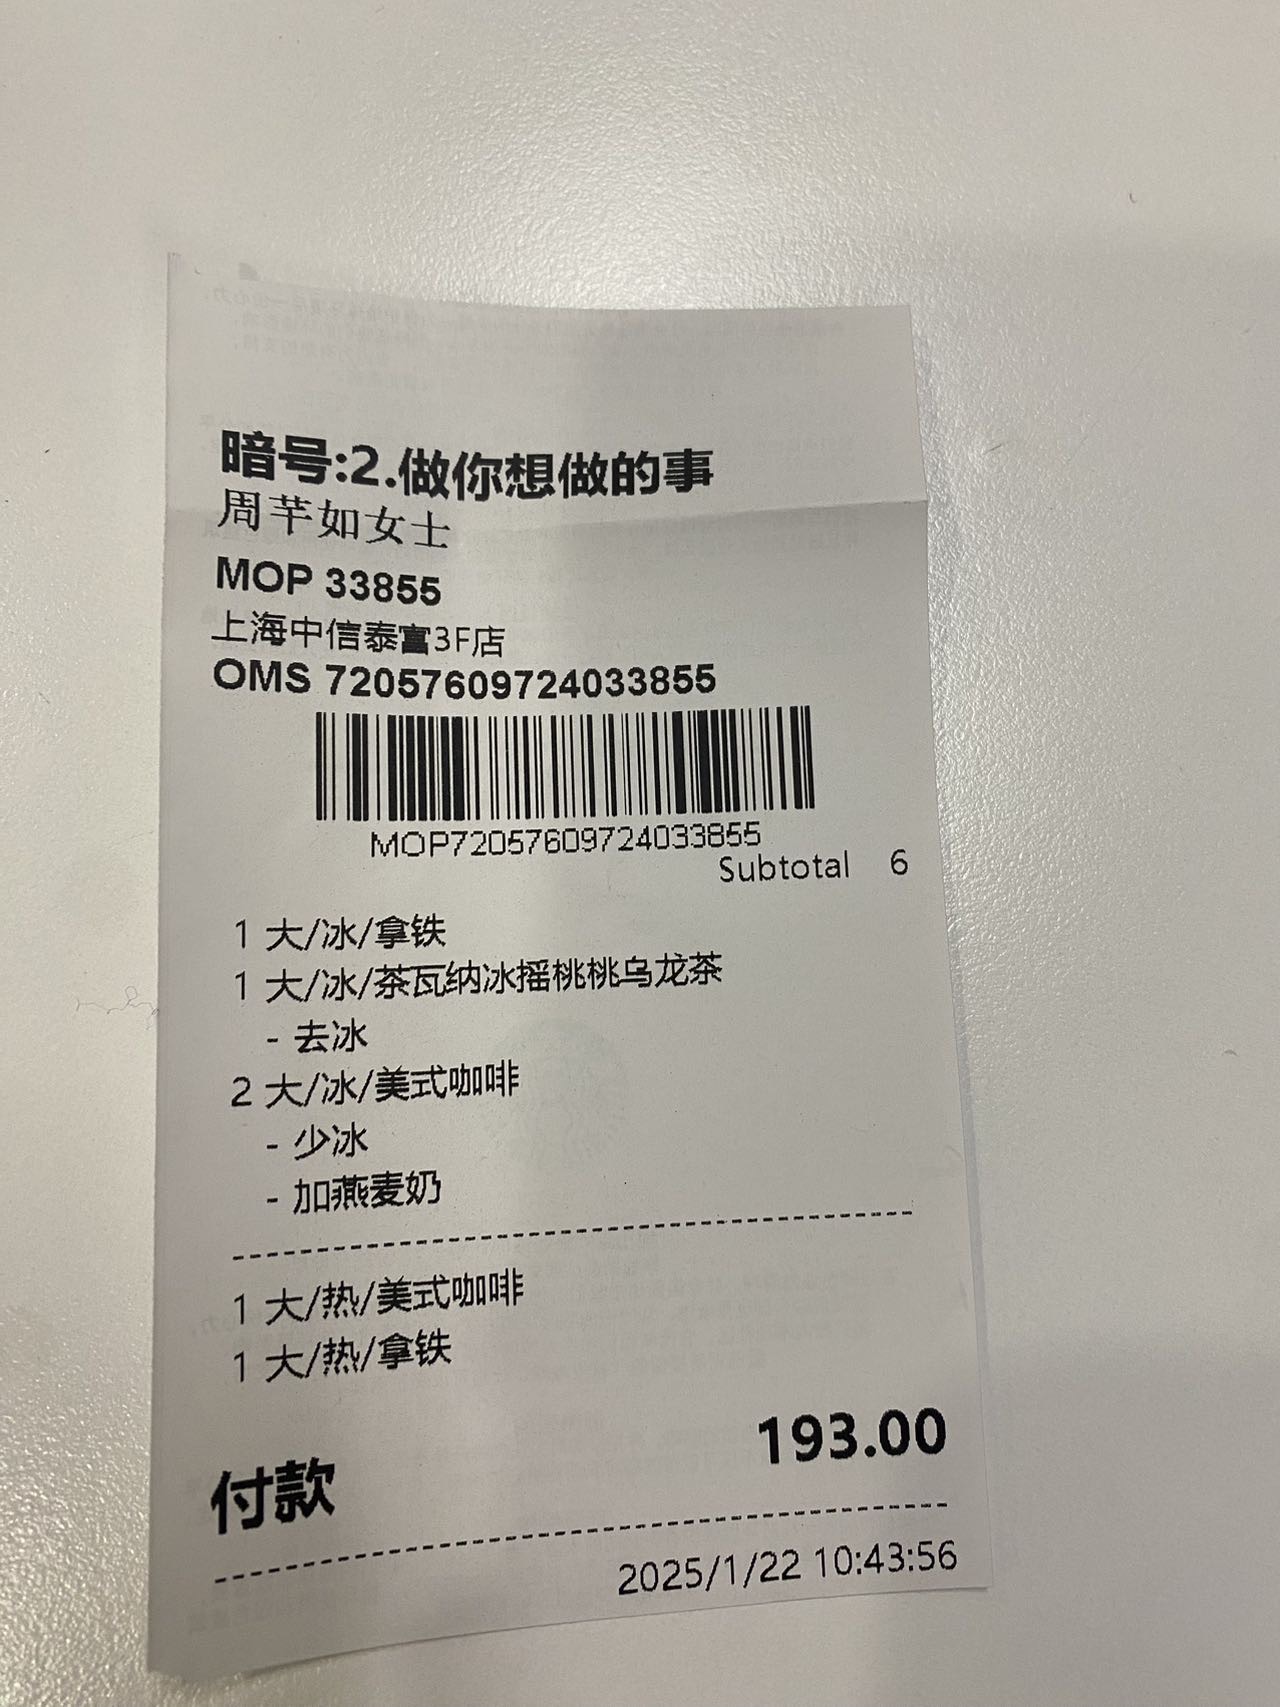 暗号:2.做你想做的事
周芊如女士
MOP 33855
上海中信泰富3F店
OMS 72057609724033855
MOP72057609724033855
Subtotal 6
1 大/冰/拿铁
1 大/冰/茶瓦纳冰摇桃桃乌龙茶
- 去冰
2 大/冰/美式咖啡
- 少冰
- 加燕麦奶
1 大/热/美式咖啡
1 大/热/拿铁
193.00
付款
2025/1/22 10:43:56